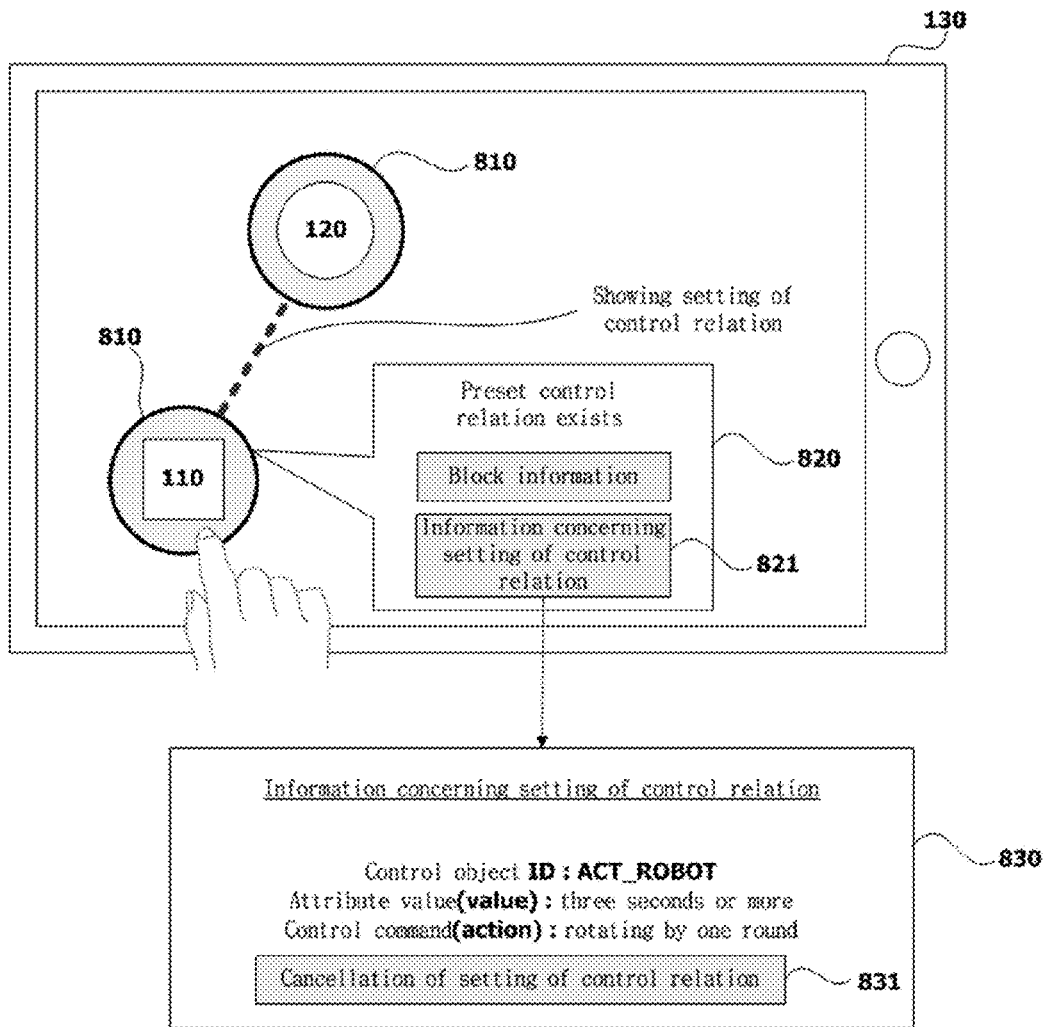 130
810
120
Showing setting of
control relation
810
Preset control
relation exists
820
110
Block information
Information concerning
setting of control
relation
821
Information concerning setting of control relation
830
Control object ID : ACT_ROBOT
Attribute value(value) : three seconds or more
Control command(action) : rotating by one round
Cancellation of setting of control relation
831